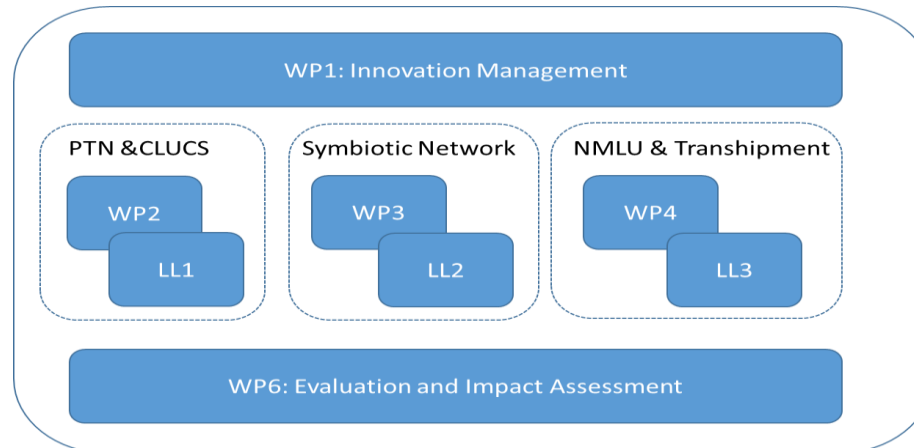 WP1: Innovation Management
PTN &CLUCS
Symbiotic Network
NMLU & Transhipment
WP2
WP3
WP4
LL1
LL2
LL3
WP6: Evaluation and Impact Assessment